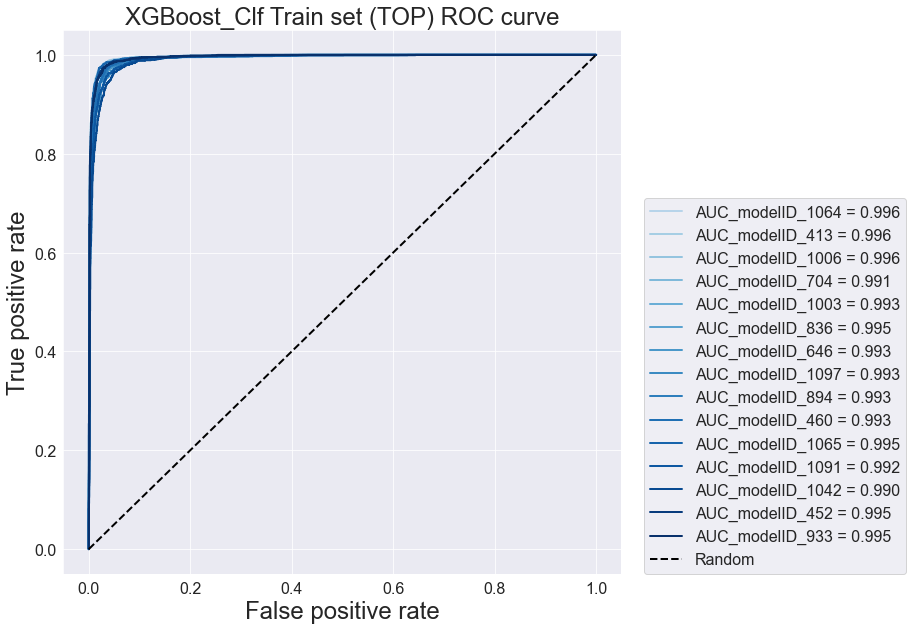 XGBoost_Clf Train set (TOP) ROC curve
True positive rate
1.0
0.8
0.6
0.4
0.2
0.0
0.0 0.2 0.4 0.6 0.8 1.0
False positive rate
AUC_modelID_1064 = 0.996
AUC_modelID_413 = 0.996
AUC_modelID_1006 = 0.996
AUC_modelID_704 = 0.991
AUC_modelID_1003 = 0.993
AUC_modelID_836 = 0.995
AUC_modelID_646 = 0.993
AUC_modelID_1097 = 0.993
AUC_modelID_894 = 0.993
AUC_modelID_460 = 0.993
AUC_modelID_1065 = 0.995
AUC_modelID_1091 = 0.992
AUC_modelID_1042 = 0.990
AUC_modelID_452 = 0.995
AUC_modelID_933 = 0.995
Random